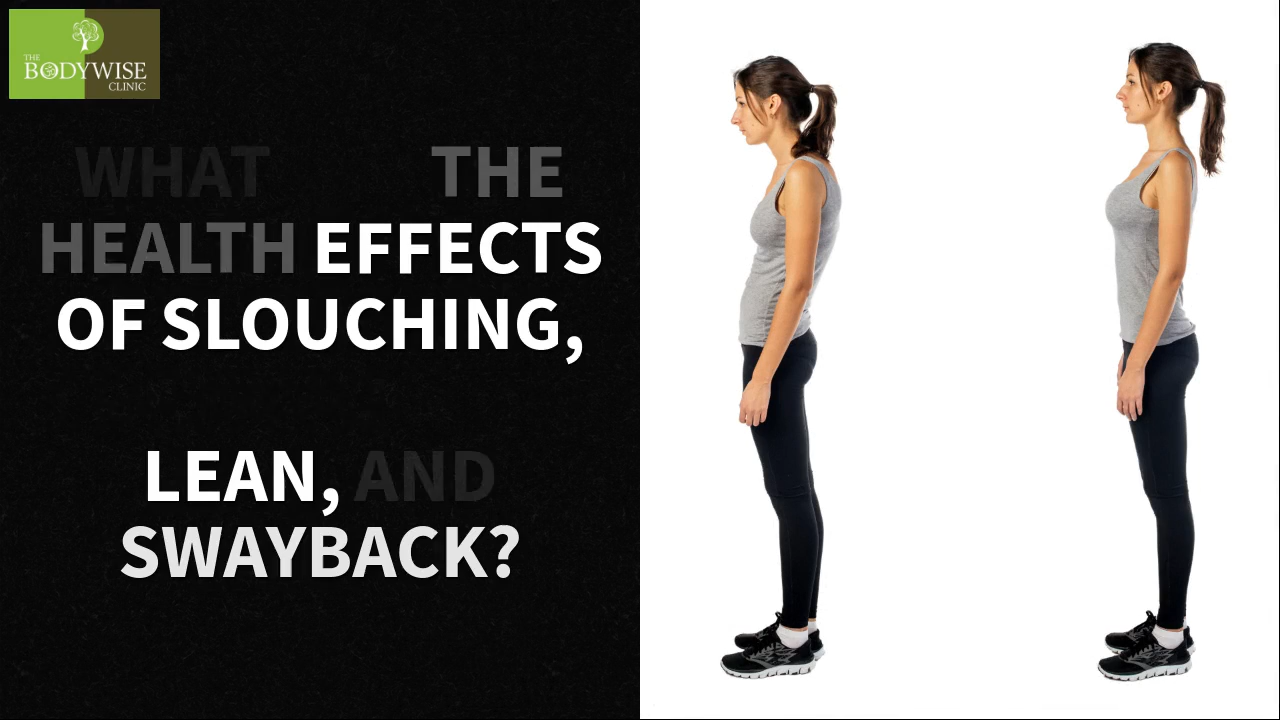 THE
BODYWISE
CLINIC
WHAT THE
HEALTH EFFECTS
OF SLOUCHING,
LEAN, AND
SWAYBACK?